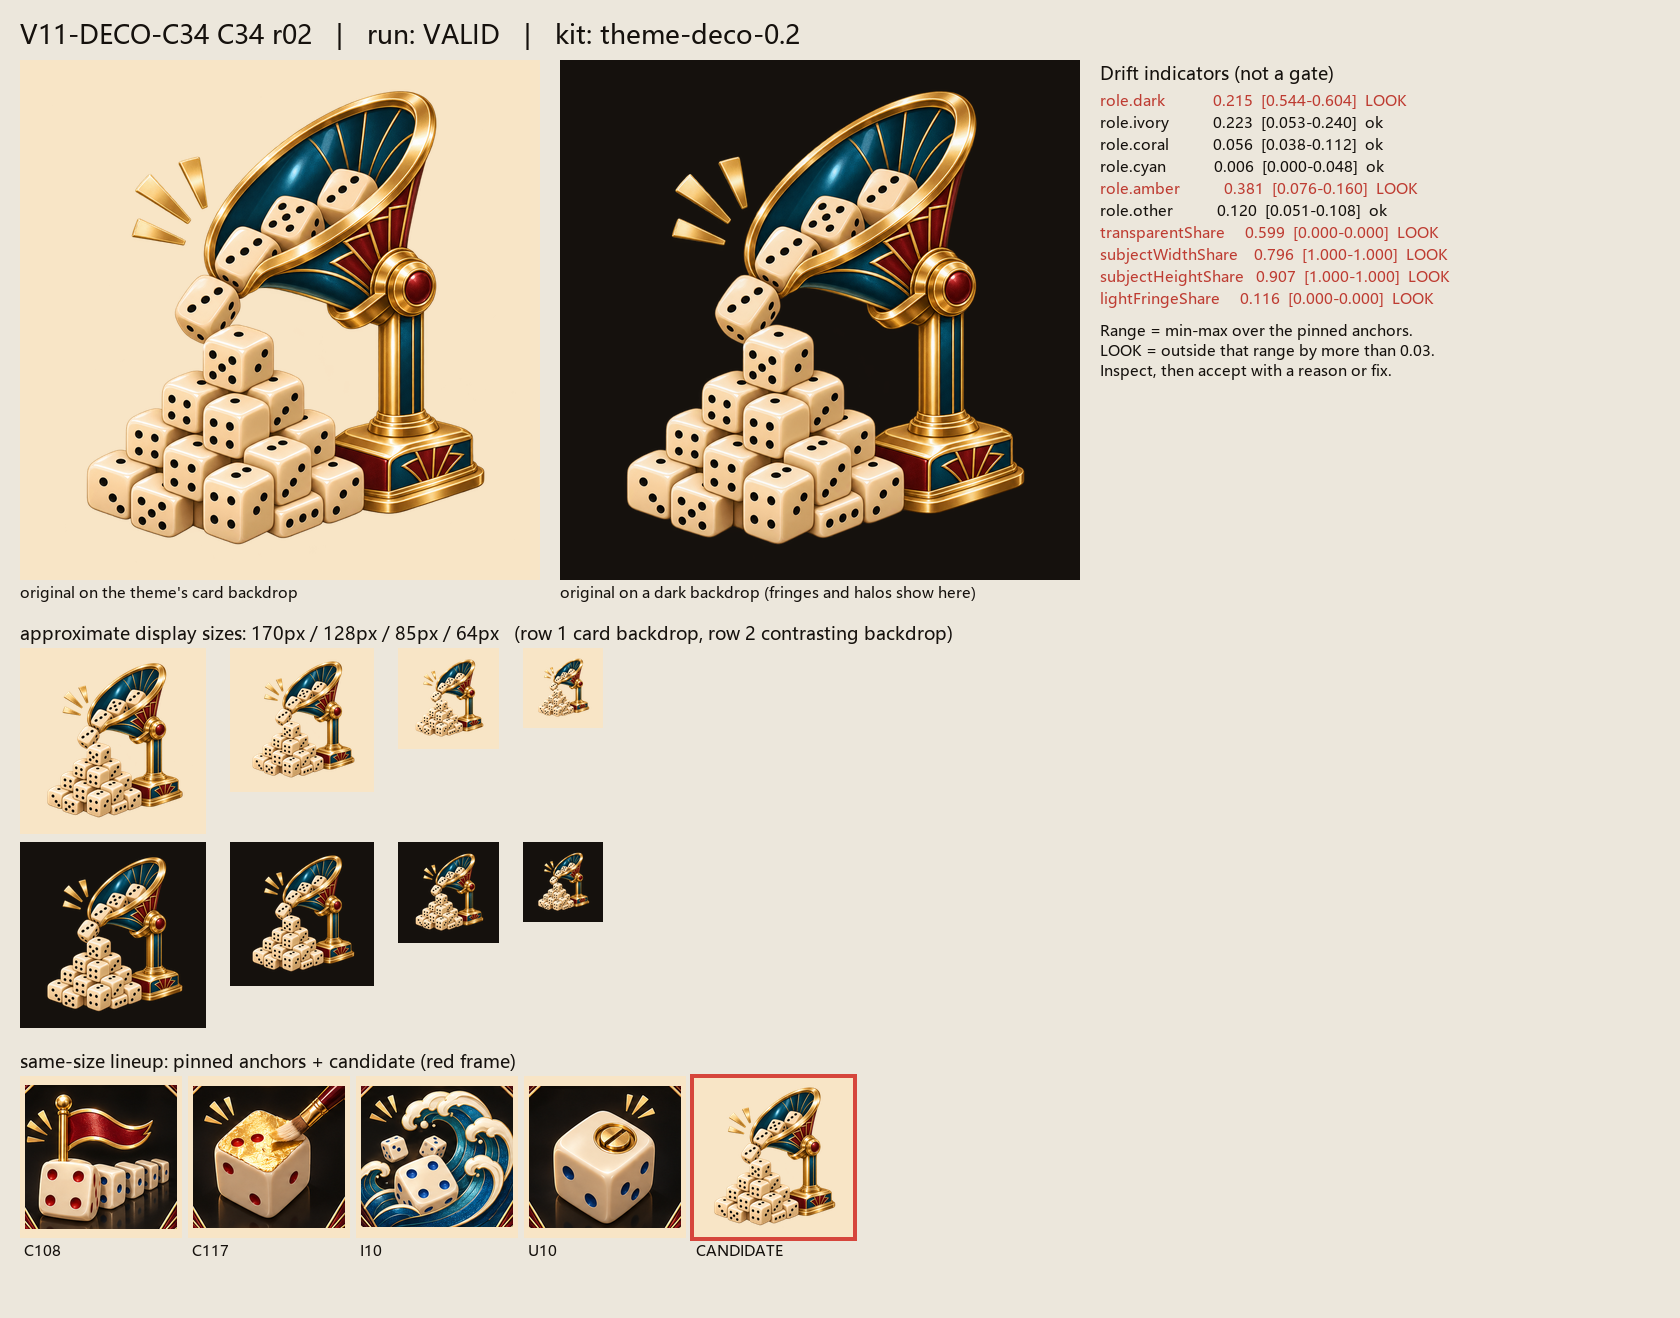 V11-DECO-C34 C34 r02 | run: VALID | kit: theme-deco-0.2
Drift indicators (not a gate)
role.dark 0.215 [0.544-0.604] LOOK
role.ivory 0.223 [0.053-0.240] ok
role.coral 0.056 [0.038-0.112] ok
role.cyan 0.006 [0.000-0.048] ok
role.amber 0.381 [0.076-0.160] LOOK
role.other 0.120 [0.051-0.108] ok
transparentShare 0.599 [0.000-0.000] LOOK
subjectWidthShare 0.796 [1.000-1.000] LOOK
subjectHeightShare 0.907 [1.000-1.000] LOOK
lightFringeShare 0.116 [0.000-0.000] LOOK
Range = min-max over the pinned anchors.
LOOK = outside that range by more than 0.03.
Inspect, then accept with a reason or fix.
original on the theme's card backdrop
original on a dark backdrop (fringes and halos show here)
approximate display sizes: 170px / 128px / 85px / 64px (row 1 card backdrop, row 2 contrasting backdrop)
same-size lineup: pinned anchors + candidate (red frame)
C108
C117
I10
U10
CANDIDATE